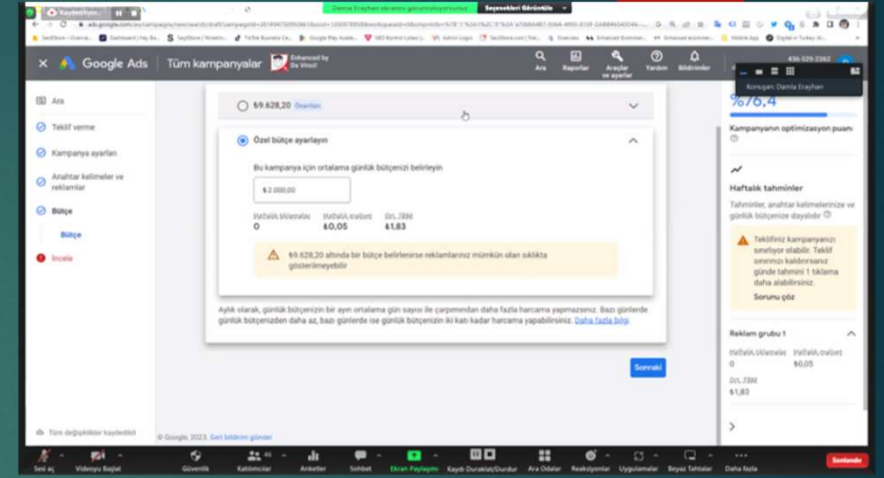 Damla Erayhan ekranını görüntülüyorsunuz
Seçenekleri Görüntüle
Google Ads
Tüm kampanyalar
Enhanced by
Da Vinci!
Ara
Raporlar
Araçlar
ve ayarlar
Yardım
Bildirimler
436-329-2362
Konuşan: Damla Erayhan
Ara
Teklif verme
Kampanya ayarları
Anahtar kelimeler ve
reklamlar
Bütçe
Bütçe
İncele
₺9.628,20 Önerilen
Özel bütçe ayarlayın
Bu kampanya için ortalama günlük bütçenizi belirleyin
₺2.000,00
Haftalık tıklamalar
Haftalık maliyet
Ort. TBM
0
₺0,05
₺1,83
₺9.628,20 altında bir bütçe belirlenirse reklamlarınız mümkün olan sıklıkta
gösterilmeyebilir
Aylık olarak, günlük bütçenizin bir ayın ortalama gün sayısı ile çarpımından daha fazla harcama yapmazsınız. Bazı günlerde
günlük bütçenizden daha az, bazı günlerde ise günlük bütçenizin iki katı kadar harcama yapabilirsiniz. Daha fazla bilgi
Sonraki
%76,4
Kampanyanın optimizasyon puanı
Haftalık tahminler
Tahminler, anahtar kelimelerinize ve
günlük bütçenize dayalıdır
Teklifiniz kampanyanızı
sınırlıyor olabilir. Teklif
sınırınızı kaldırırsanız
günde tahmini 1 tıklama
daha alabilirsiniz.
Sorunu çöz
Reklam grubu 1
Haftalık tıklamalar
Haftalık maliyet
0
₺0,05
Ort. TBM
₺1,83
Tüm değişiklikler kaydedildi
© Google, 2023.
Geri bildirim gönder
Sesi aç
Videoyu Başlat
Güvenlik
Katılımcılar
Anketler
Sohbet
Ekran Paylaşımı
Kaydı Duraklat/Durdur
Ara Odalar
Reaksiyonlar
Uygulamalar
Beyaz Tahtalar
Daha fazla
Sonlandır